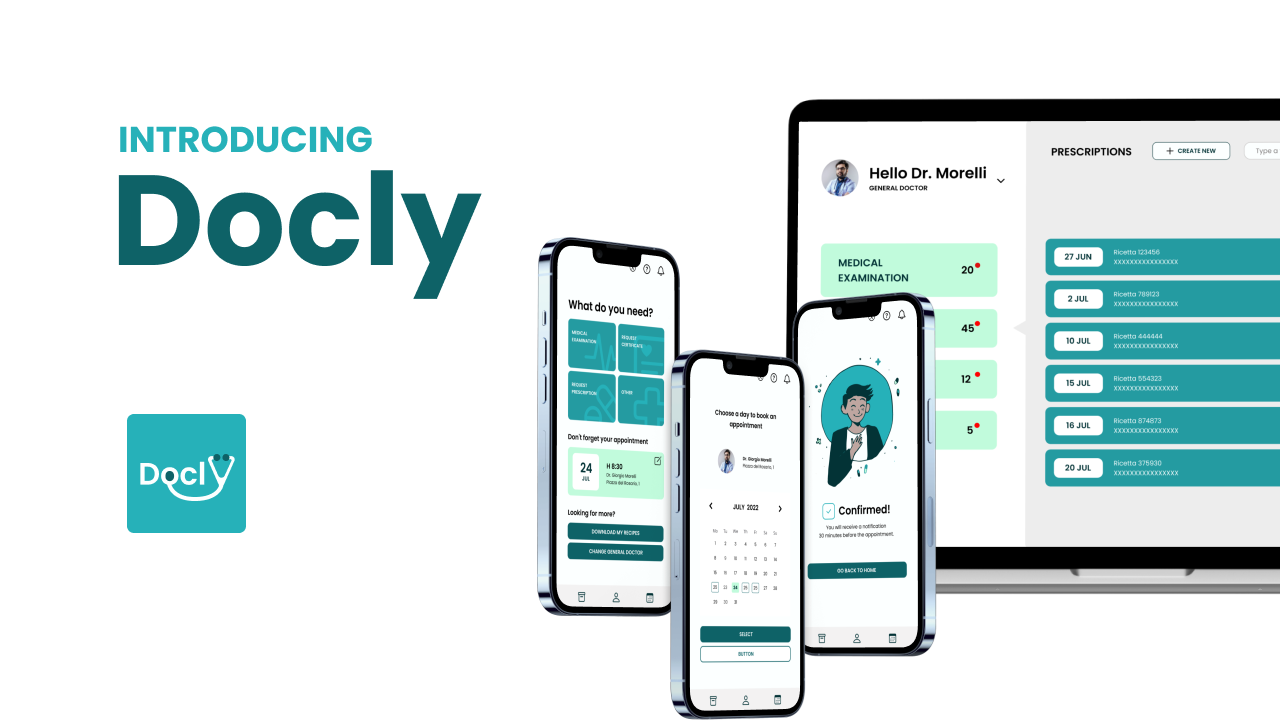 INTRODUCING
Docly
Docly
What do you need?
MEDICAL
EXAMINATION
REQUEST
CERTIFICATE
REQUEST
PRESCRIPTION
OTHER
Don't forget your appointment
24
JUL
H 8:30
Dr. Giorgio Morelli
Piazza del Rosario, 1
Looking for more?
DOWNLOAD MY RECIPES
CHANGE GENERAL DOCTOR
Choose a day to book an
appointment
Dr. Giorgio Morelli
Piazza del Rosario, 1
JULY 2022
Mo Tu We Th Fr Sa Su
1 2 3 4 5 6 7
8 9 10 11 12 13 14
15 16 17 18 19 20 21
22 23 24 25 26 27 28
29 30 31
SELECT
BUTTON
Confirmed!
You will receive a notification
30 minutes before the appointment.
GO BACK TO HOME
Hello Dr. Morelli
GENERAL DOCTOR
MEDICAL
EXAMINATION
20
45
12
5
PRESCRIPTIONS
+ CREATE NEW
Type a
27 JUN
Ricetta 123456
XXXXXXXXXXXXXXXX
2 JUL
Ricetta 789123
XXXXXXXXXXXXXXXX
10 JUL
Ricetta 444444
XXXXXXXXXXXXXXXX
15 JUL
Ricetta 554323
XXXXXXXXXXXXXXXX
16 JUL
Ricetta 874873
XXXXXXXXXXXXXXXX
20 JUL
Ricetta 375930
XXXXXXXXXXXXXXXX